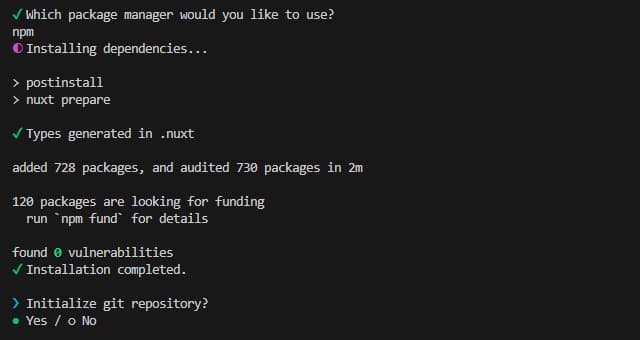 ✓ Which package manager would you like to use?
npm
◐ Installing dependencies...
> postinstall
> nuxt prepare
✓ Types generated in .nuxt
added 728 packages, and audited 730 packages in 2m
120 packages are looking for funding
run `npm fund` for details
found 0 vulnerabilities
✓ Installation completed.
❯ Initialize git repository?
● Yes / ○ No